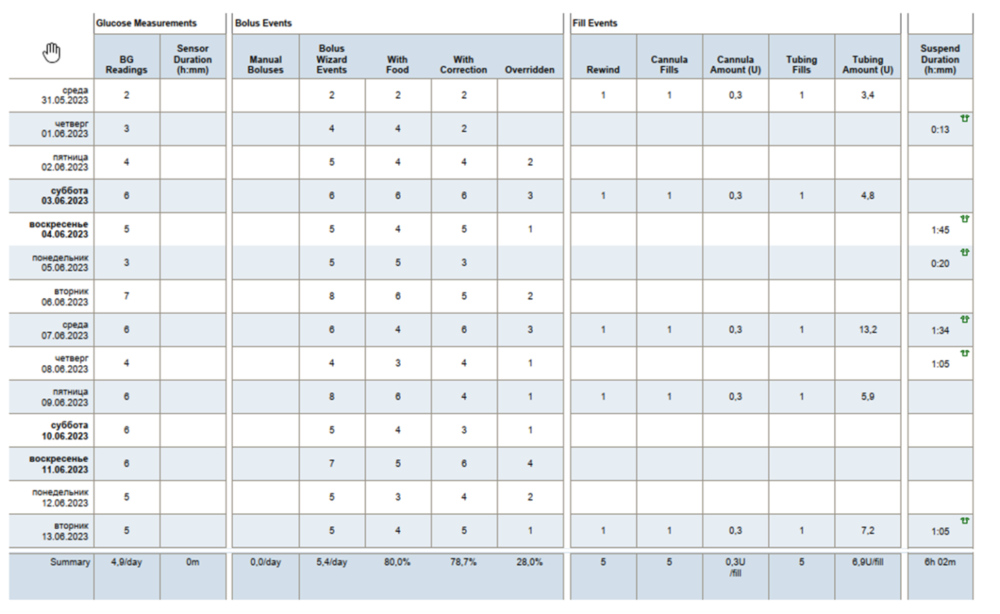 Glucose Measurements Bolus Events Fill Events
BG Readings Sensor Duration (h:mm) Manual Boluses Bolus Wizard Events With Food With Correction Overridden Rewind Cannula Fills Cannula Amount (U) Tubing Fills Tubing Amount (U) Suspend Duration (h:mm)
среда
31.05.2023 2 2 2 2 1 1 0,3 1 3,4
четверг
01.06.2023 3 4 4 2 0:13
пятница
02.06.2023 4 5 4 4 2
суббота
03.06.2023 6 6 6 6 3 1 1 0,3 1 4,8
воскресенье
04.06.2023 5 5 4 5 1 1:45
понедельник
05.06.2023 3 5 5 3 0:20
вторник
06.06.2023 7 8 6 5 2
среда
07.06.2023 6 6 4 6 3 1 1 0,3 1 13,2 1:34
четверг
08.06.2023 4 4 3 4 1 1:05
пятница
09.06.2023 6 8 6 4 1 1 1 0,3 1 5,9
суббота
10.06.2023 6 5 4 3 1
воскресенье
11.06.2023 6 7 5 6 4
понедельник
12.06.2023 5 5 3 4 2
вторник
13.06.2023 5 5 4 5 1 1 1 0,3 1 7,2 1:05
Summary 4,9/day 0m 0,0/day 5,4/day 80,0% 78,7% 28,0% 5 5 0,3U /fill 5 6,9U/fill 6h 02m